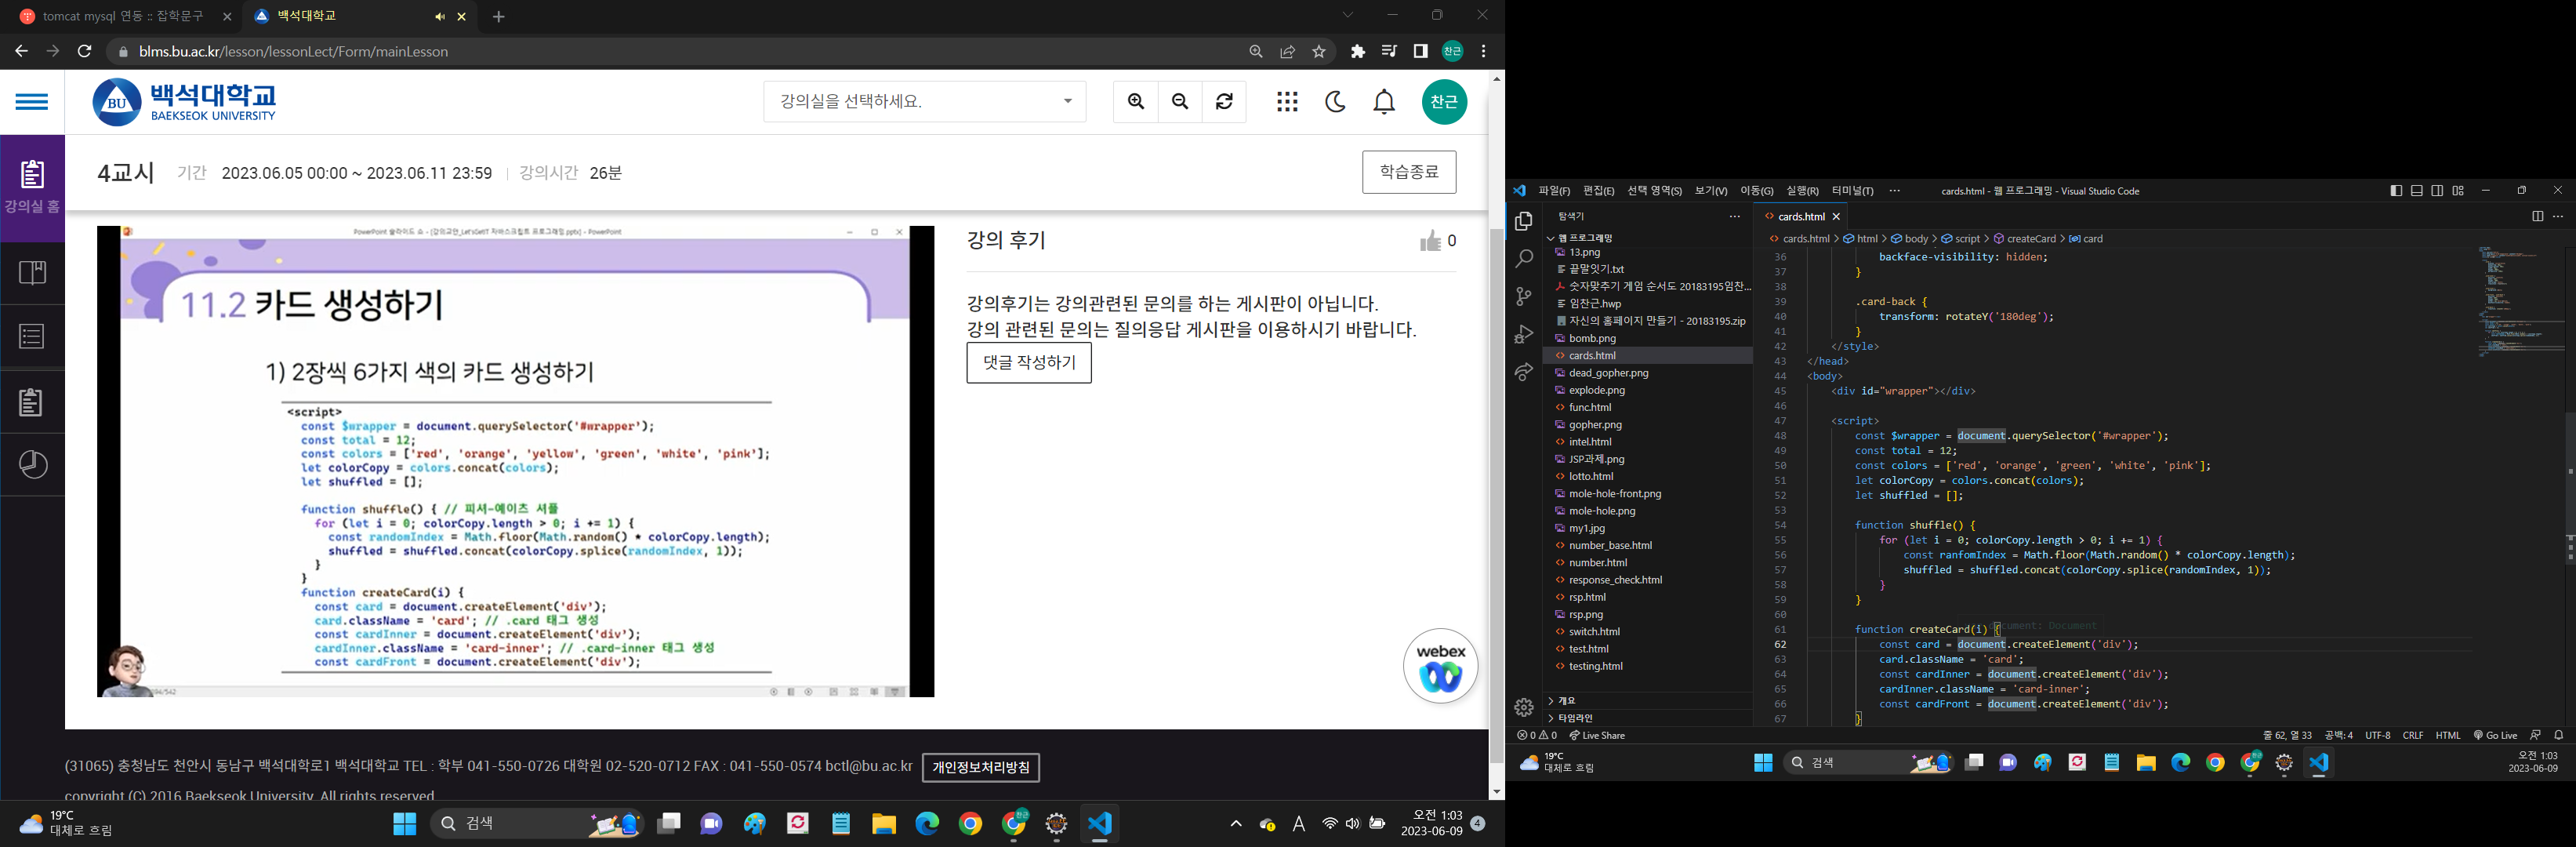 tomcat mysql 연동 :: 잡학문구
백석대학교
blms.bu.ac.kr/lesson/lessonLect/Form/mainLesson
찬근
BU
백석대학교
BAEKSEOK UNIVERSITY
강의실을 선택하세요.
찬근
강의실 홈
4교시 기간 2023.06.05 00:00 ~ 2023.06.11 23:59 강의시간 26분
학습종료
PowerPoint 슬라이드 쇼 - [강의교안_Let'sGetIT 자바스크립트 프로그래밍.pptx] - PowerPoint
11.2 카드 생성하기
1) 2장씩 6가지 색의 카드 생성하기
<script>
const $wrapper = document.querySelector('#wrapper');
const total = 12;
const colors = ['red', 'orange', 'yellow', 'green', 'white', 'pink'];
let colorCopy = colors.concat(colors);
let shuffled = [];
function shuffle() { // 피셔-예이츠 셔플
for (let i = 0; colorCopy.length > 0; i += 1) {
const randomIndex = Math.floor(Math.random() * colorCopy.length);
shuffled = shuffled.concat(colorCopy.splice(randomIndex, 1));
}
}
function createCard(i) {
const card = document.createElement('div');
card.className = 'card'; // .card 태그 생성
const cardInner = document.createElement('div');
cardInner.className = 'card-inner'; // .card-inner 태그 생성
const cardFront = document.createElement('div');
강의 후기
0
강의후기는 강의관련된 문의를 하는 게시판이 아닙니다.
강의 관련된 문의는 질의응답 게시판을 이용하시기 바랍니다.
댓글 작성하기
webex
(31065) 충청남도 천안시 동남구 백석대학로1 백석대학교 TEL : 학부 041-550-0726 대학원 02-520-0712 FAX : 041-550-0574 bctl@bu.ac.kr
개인정보처리방침
copyright (C) 2016 Baekseok University. All rights reserved
19°C
대체로 흐림
검색
찬근
A
오전 1:03
2023-06-09
4
파일(F) 편집(E) 선택 영역(S) 보기(V) 이동(G) 실행(R) 터미널(T) ···
cards.html - 웹 프로그래밍 - Visual Studio Code
탐색기
웹 프로그래밍
13.png
끝말잇기.txt
숫자맞추기 게임 순서도 20183195임찬...
임찬근.hwp
자신의 홈페이지 만들기 - 20183195.zip
bomb.png
cards.html
dead_gopher.png
explode.png
func.html
gopher.png
intel.html
JSP과제.png
lotto.html
mole-hole-front.png
mole-hole.png
my1.jpg
number_base.html
number.html
response_check.html
rsp.html
rsp.png
switch.html
test.html
testing.html
개요
타임라인
cards.html
cards.html > html > body > script > createCard > card
36 backface-visibility: hidden;
37 }
38
39 .card-back {
40 transform: rotateY('180deg');
41 }
42 </style>
43 </head>
44 <body>
45 <div id="wrapper"></div>
46
47 <script>
48 const $wrapper = document.querySelector('#wrapper');
49 const total = 12;
50 const colors = ['red', 'orange', 'green', 'white', 'pink'];
51 let colorCopy = colors.concat(colors);
52 let shuffled = [];
53
54 function shuffle() {
55 for (let i = 0; colorCopy.length > 0; i += 1) {
56 const ranfomIndex = Math.floor(Math.random() * colorCopy.length);
57 shuffled = shuffled.concat(colorCopy.splice(randomIndex, 1));
58 }
59 }
60
61 function createCard(i) {
62 const card = document.createElement('div');
63 card.className = 'card';
64 const cardInner = document.createElement('div');
65 cardInner.className = 'card-inner';
66 const cardFront = document.createElement('div');
67 }
0 0 Live Share
줄 62, 열 33 공백: 4 UTF-8 CRLF HTML Go Live
19°C
대체로 흐림
검색
오전 1:03
2023-06-09